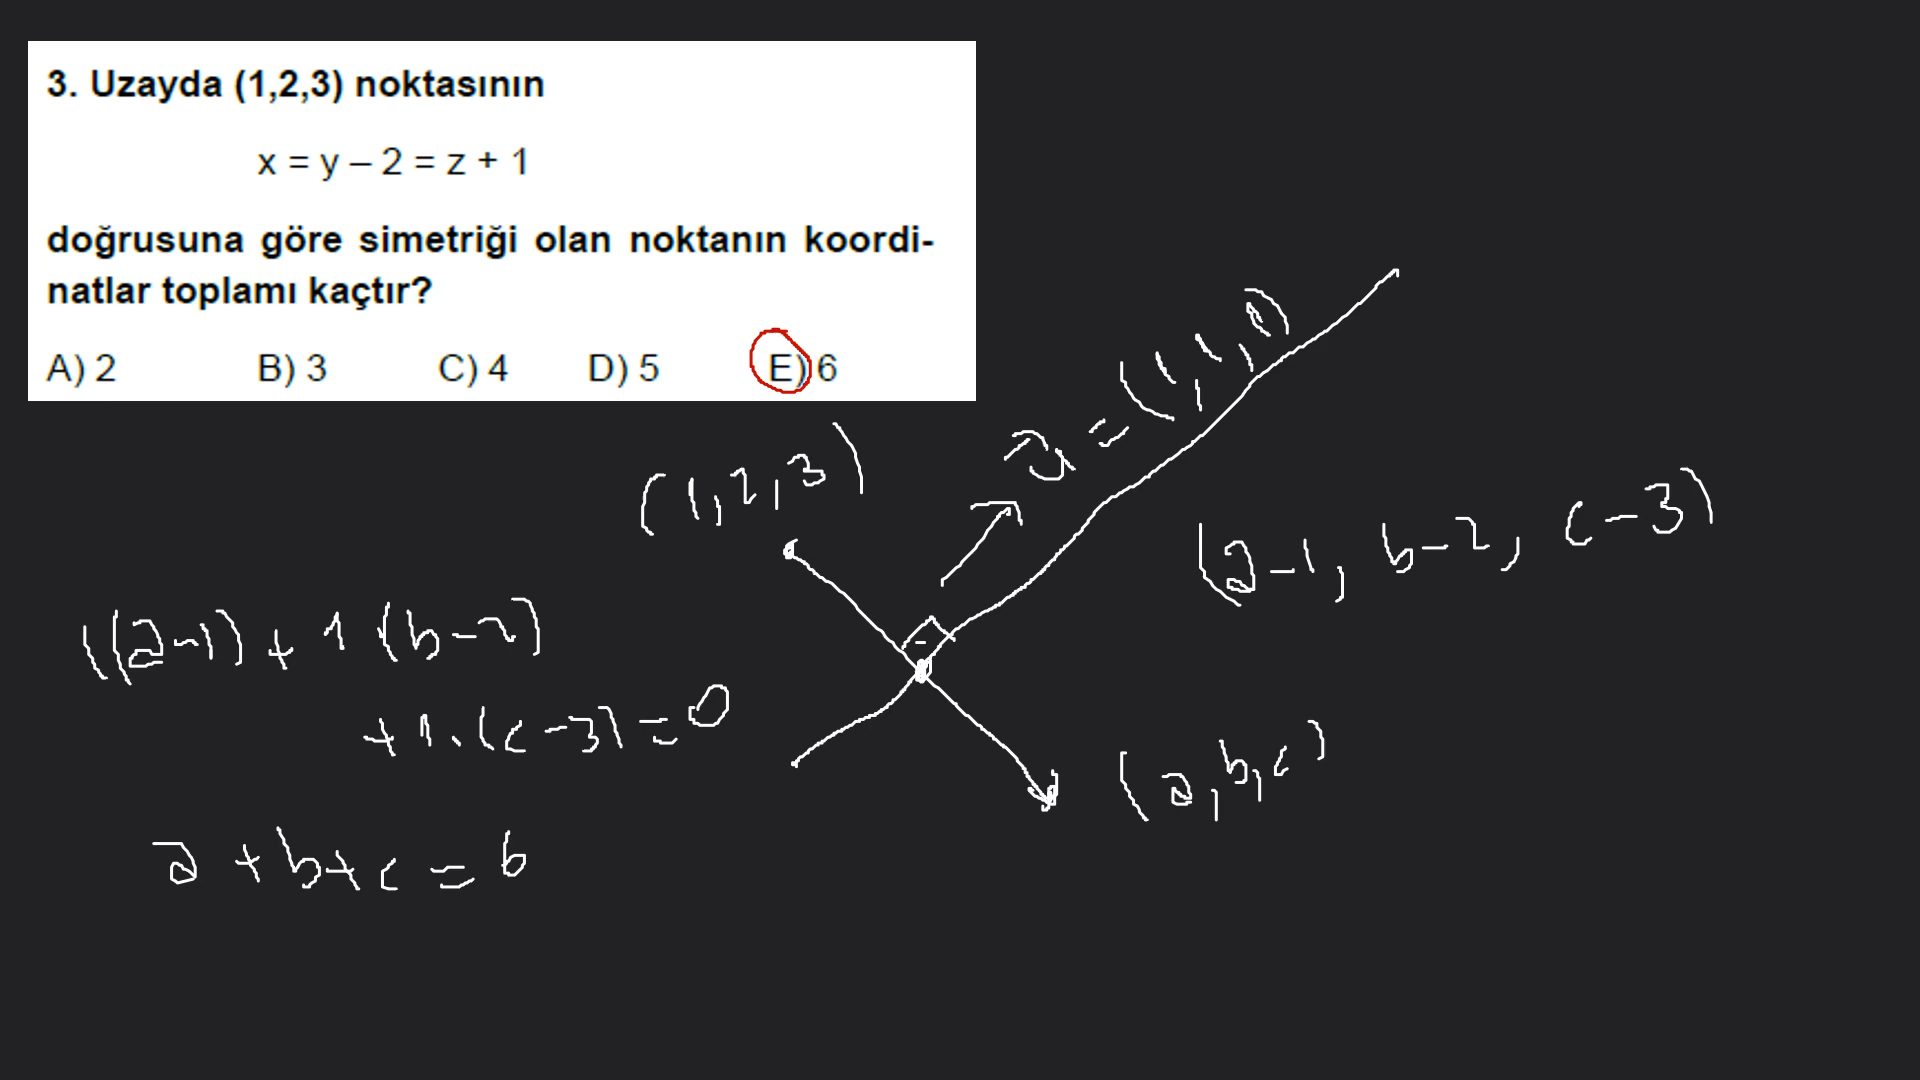 3. Uzayda (1,2,3) noktasının
x = y – 2 = z + 1
doğrusuna göre simetriği olan noktanın koordi-
natlar toplamı kaçtır?
A) 2 B) 3 C) 4 D) 5 E) 6
u = (1,1,1)
(1,2,3)
(a-1, b-2, c-3)
1(a-1) + 1(b-2)
+1.(c-3)=0
(a,b,c)
a+b+c=6